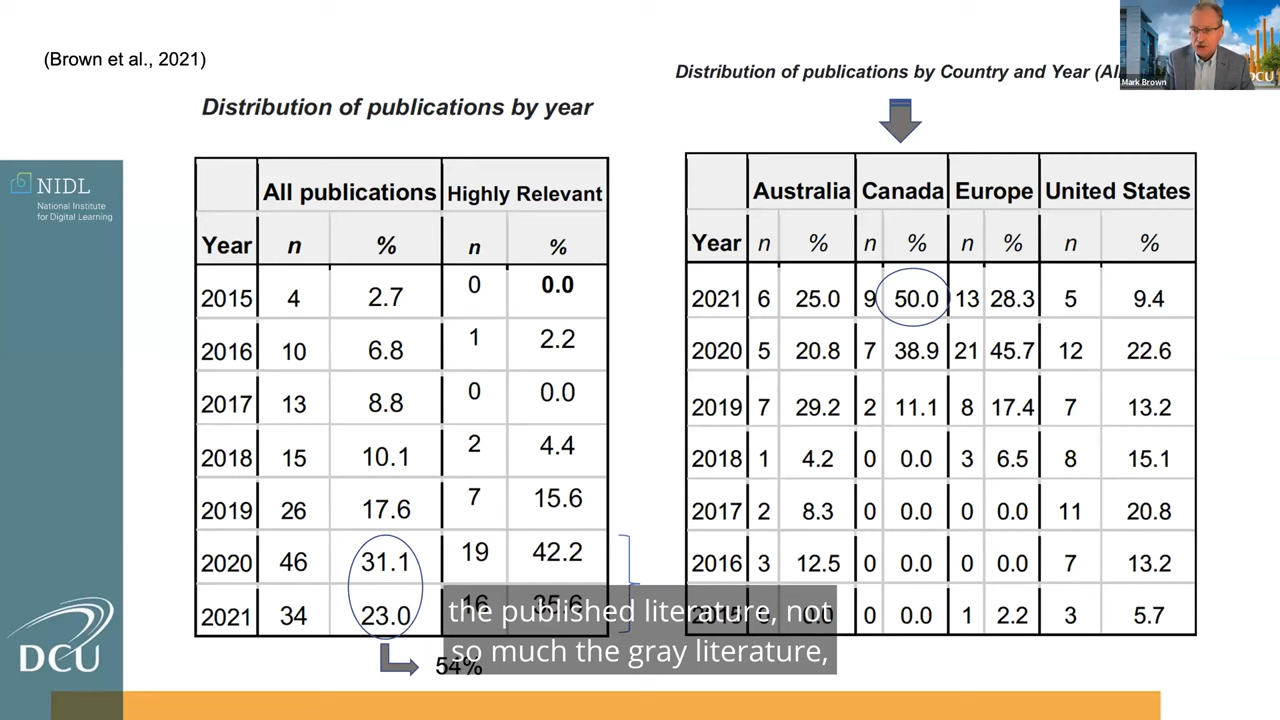 (Brown et al., 2021)
Distribution of publications by year
Distribution of publications by Country and Year
Mark Brown
DCU
NIDL
National Institute
for Digital Learning
All publications Highly Relevant
Year n % n %
2015 4 2.7 0 0.0
2016 10 6.8 1 2.2
2017 13 8.8 0 0.0
2018 15 10.1 2 4.4
2019 26 17.6 7 15.6
2020 46 31.1 19 42.2
2021 34 23.0 16 35.6
54%
Australia Canada Europe United States
Year n % n % n % n %
2021 6 25.0 9 50.0 13 28.3 5 9.4
2020 5 20.8 7 38.9 21 45.7 12 22.6
2019 7 29.2 2 11.1 8 17.4 7 13.2
2018 1 4.2 0 0.0 3 6.5 8 15.1
2017 2 8.3 0 0.0 0 0.0 11 20.8
2016 3 12.5 0 0.0 0 0.0 7 13.2
2015 0 0.0 0 0.0 1 2.2 3 5.7
the published literature, not
so much the gray literature,
DCU